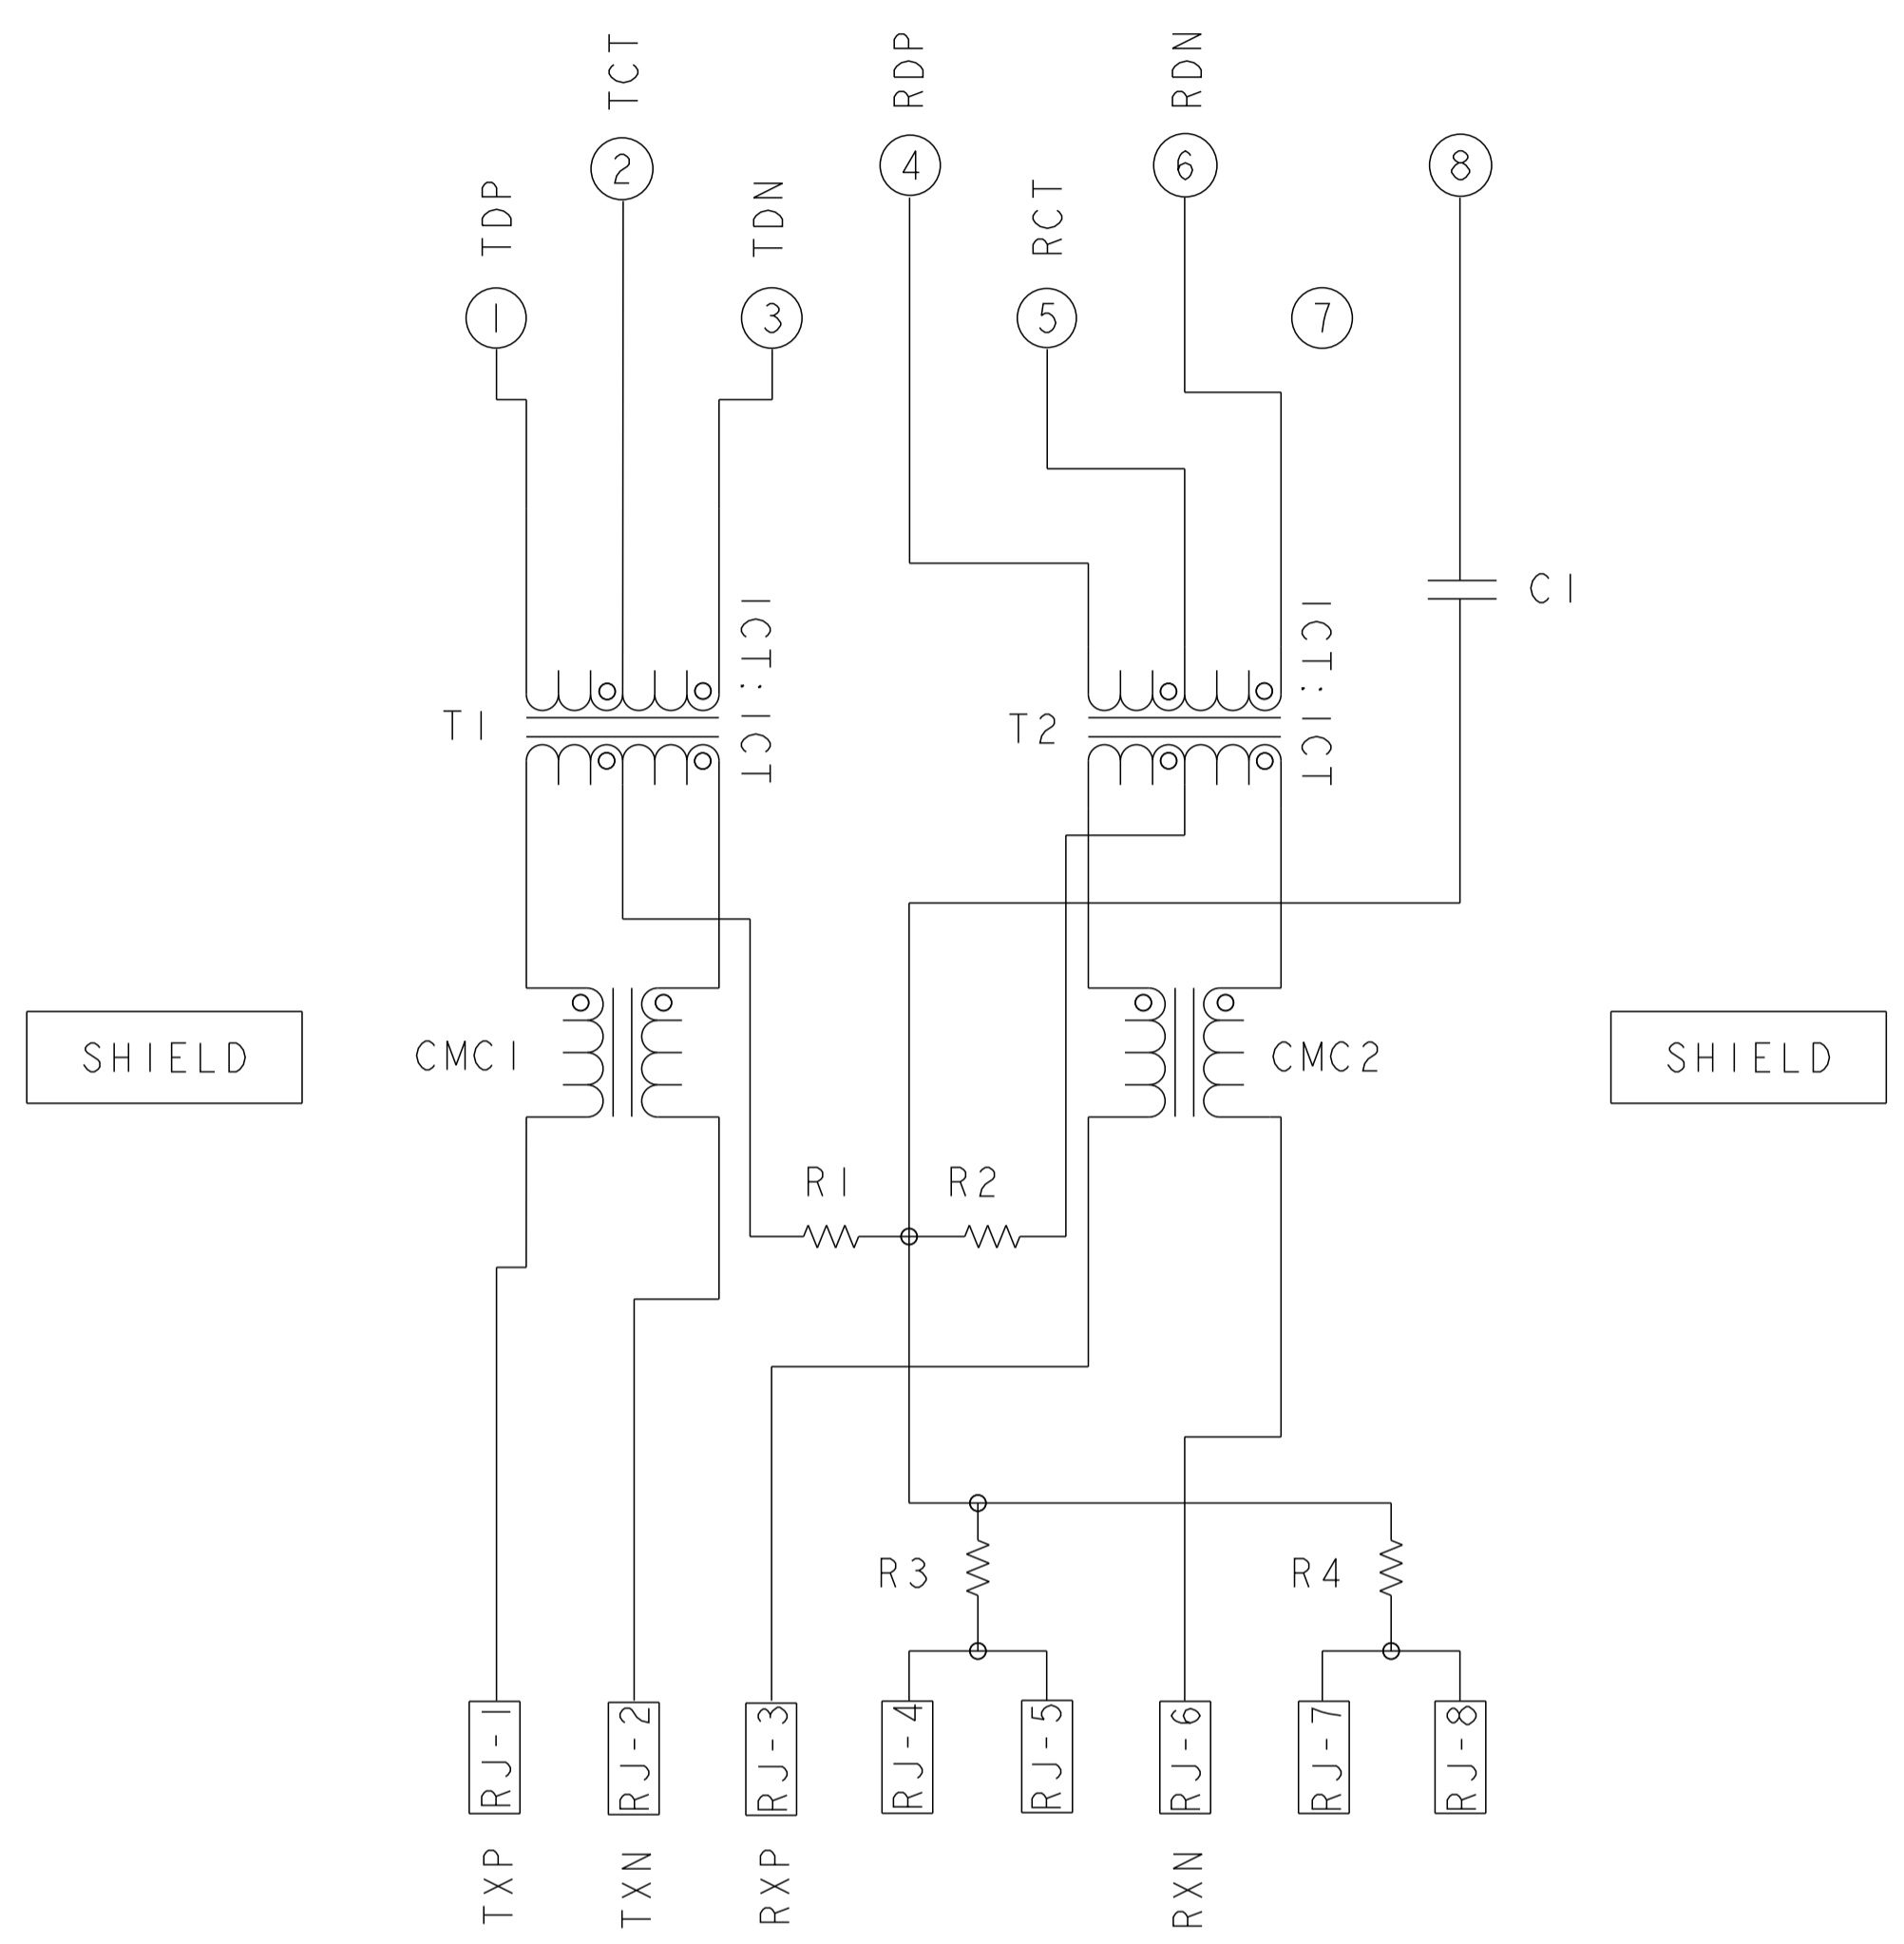 TCT
RDP
RDN
2
4
6
8
TDP
TDN
RCT
1
3
5
7
C1
1CT:1CT
1CT:1CT
T1
T2
SHIELD
CMC1
CMC2
SHIELD
R1
R2
R3
R4
RJ-1
RJ-2
RJ-3
RJ-4
RJ-5
RJ-6
RJ-7
RJ-8
TXP
TXN
RXP
RXN